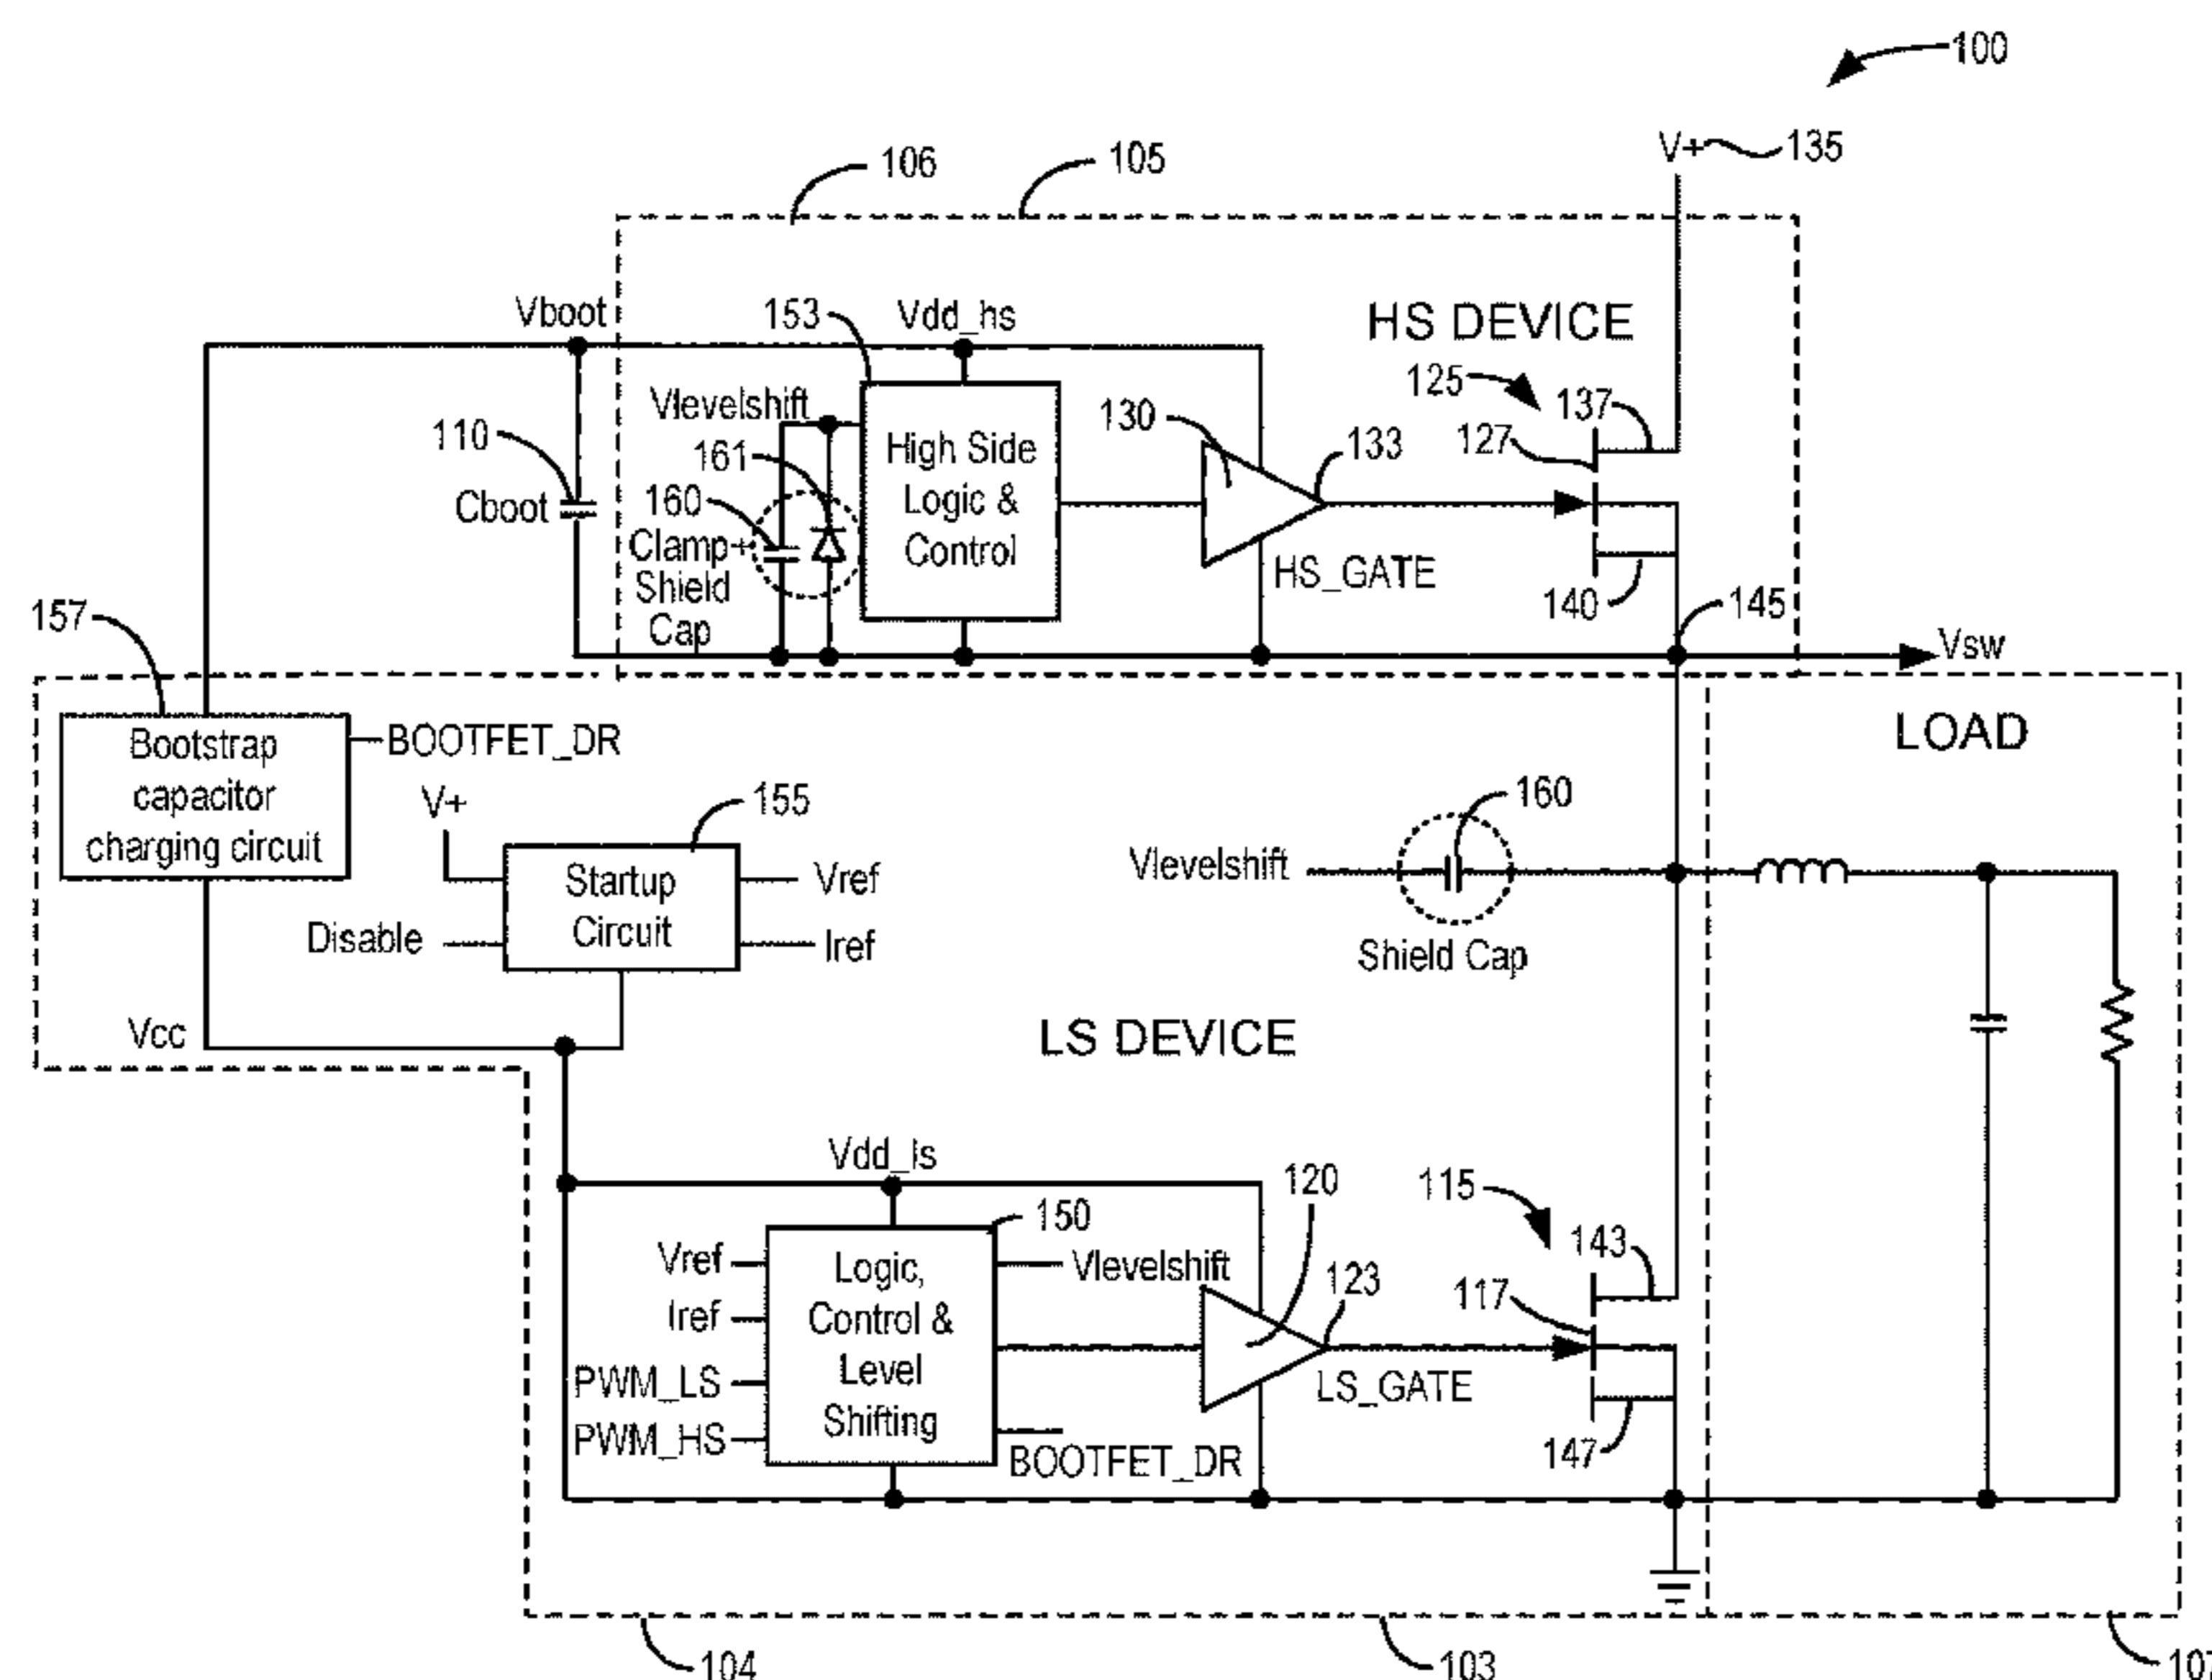 100
V+
135
106
105
Vboot
153
Vdd_hs
HS DEVICE
125
137
Vlevelshift
110
161
130
127
133
High Side
Logic &
Control
160
Cboot
Clamp+
Shield
Cap
HS_GATE
140
157
145
Vsw
Bootstrap
capacitor
charging circuit
BOOTFET_DR
LOAD
V+
155
160
Startup
Circuit
Vref
Vlevelshift
Disable
Iref
Shield Cap
Vcc
LS DEVICE
Vdd_ls
120
115
150
143
Vref
Vlevelshift
123
117
Logic,
Control &
Level
Shifting
Iref
PWM_LS
LS_GATE
PWM_HS
BOOTFET_DR
147
104
103